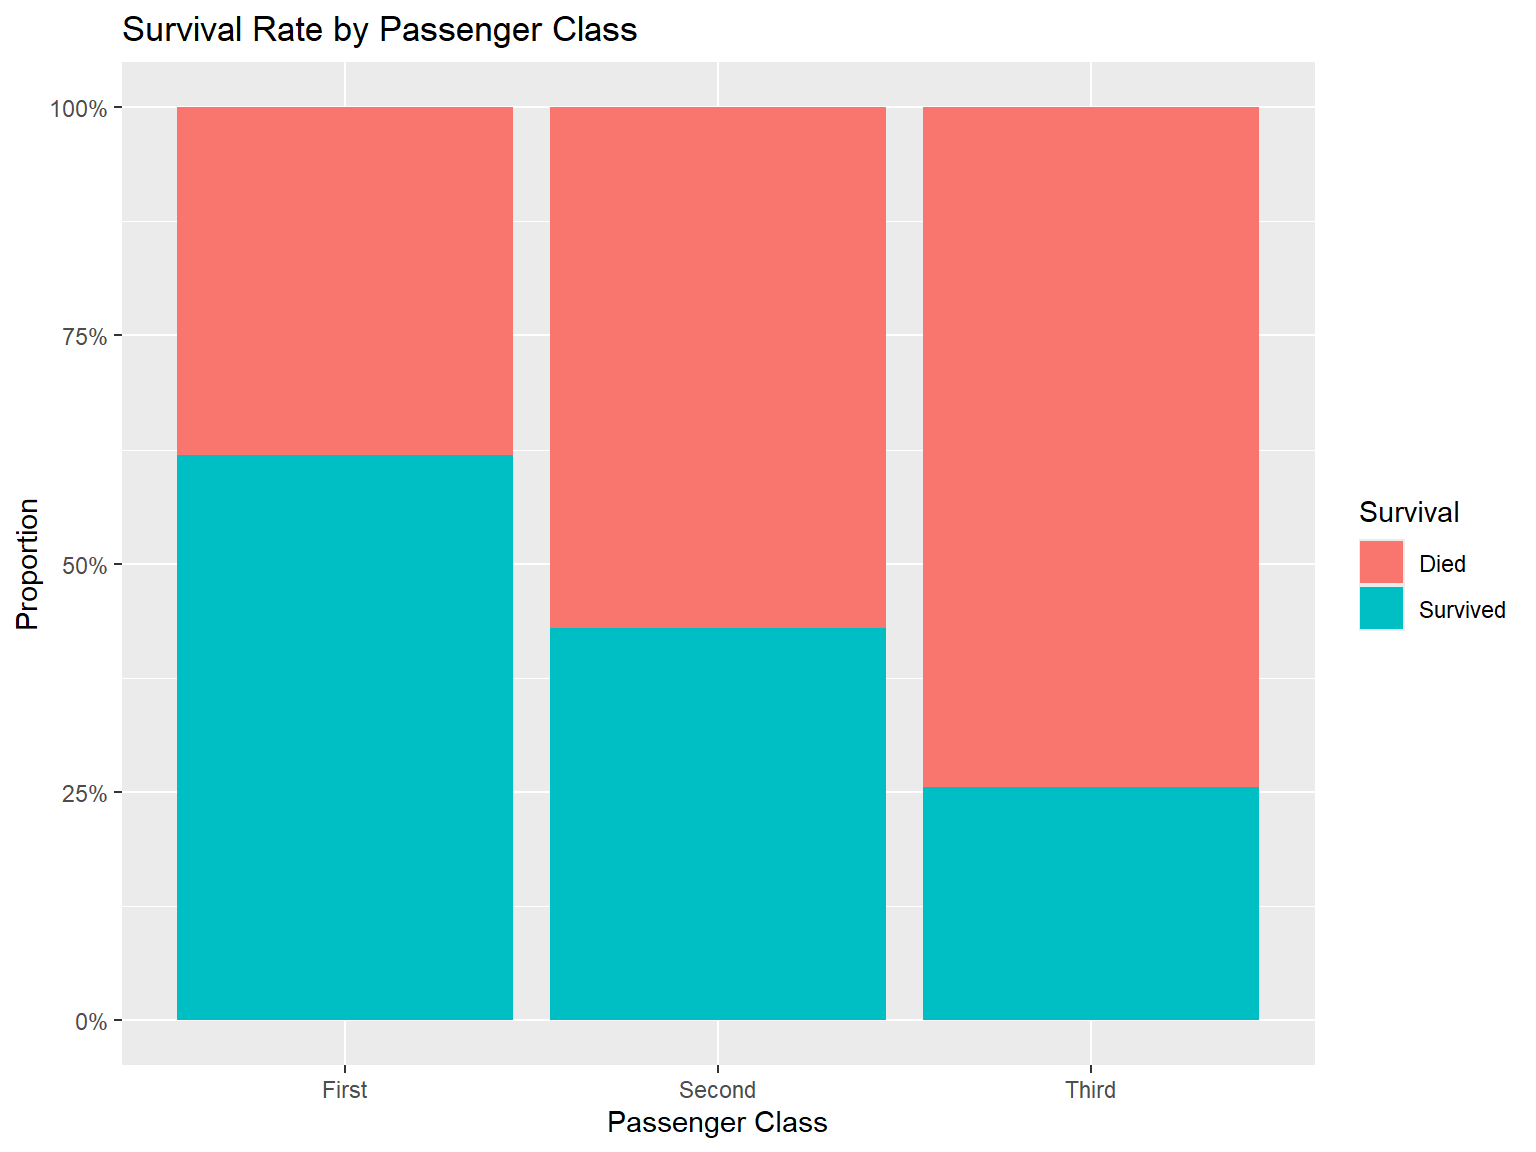 Survival Rate by Passenger Class
100%
75%
50%
25%
0%
Proportion
First Second Third
Passenger Class
Survival
Died
Survived